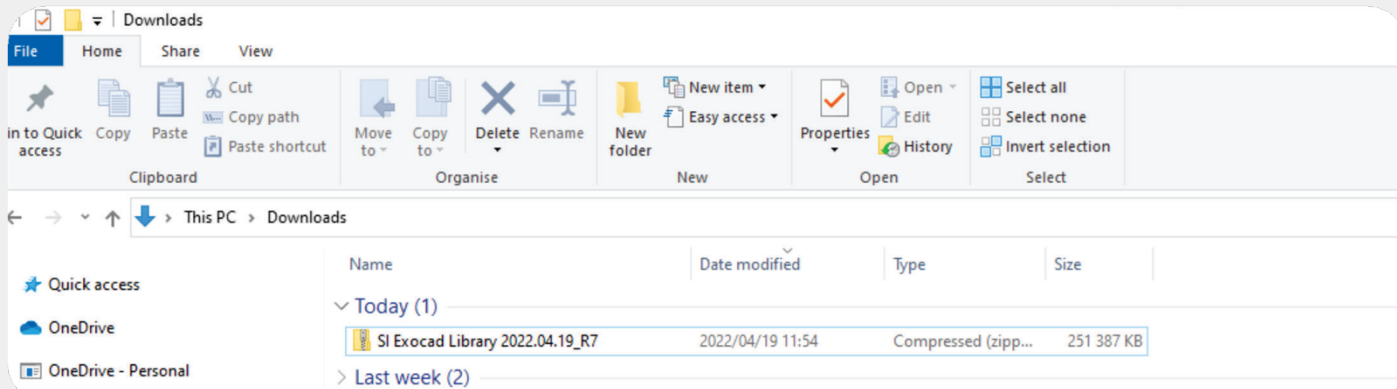 Downloads
File Home Share View
in to Quick access
Copy
Paste
Cut
Copy path
Paste shortcut
Clipboard
Move to
Copy to
Delete
Rename
Organise
New folder
New item
Easy access
New
Properties
Open
Edit
History
Open
Select all
Select none
Invert selection
Select
This PC > Downloads
Name Date modified Type Size
Quick access
OneDrive
OneDrive - Personal
Today (1)
SI Exocad Library 2022.04.19_R7 2022/04/19 11:54 Compressed (zipp... 251 387 KB
Last week (2)